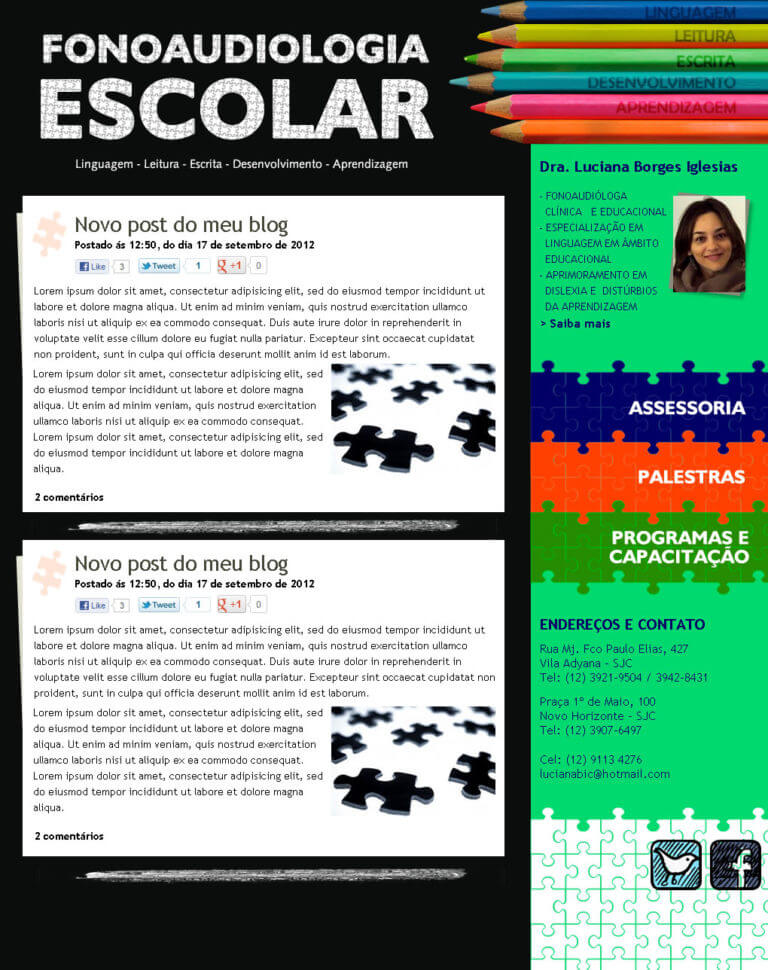 FONOAUDIOLOGIA
ESCOLAR
Linguagem - Leitura - Escrita - Desenvolvimento - Aprendizagem
LINGUAGEM
LEITURA
ESCRITA
DESENVOLVIMENTO
APRENDIZAGEM
Novo post do meu blog
Postado ás 12:50, do dia 17 de setembro de 2012
Like 3 Tweet 1 g +1 0
Lorem ipsum dolor sit amet, consectetur adipisicing elit, sed do eiusmod tempor incididunt ut
labore et dolore magna aliqua. Ut enim ad minim veniam, quis nostrud exercitation ullamco
laboris nisi ut aliquip ex ea commodo consequat. Duis aute irure dolor in reprehenderit in
voluptate velit esse cillum dolore eu fugiat nulla pariatur. Excepteur sint occaecat cupidatat
non proident, sunt in culpa qui officia deserunt mollit anim id est laborum.
Lorem ipsum dolor sit amet, consectetur adipisicing elit, sed
do eiusmod tempor incididunt ut labore et dolore magna
aliqua. Ut enim ad minim veniam, quis nostrud exercitation
ullamco laboris nisi ut aliquip ex ea commodo consequat.
Lorem ipsum dolor sit amet, consectetur adipisicing elit, sed
do eiusmod tempor incididunt ut labore et dolore magna
aliqua.
2 comentários
Novo post do meu blog
Postado ás 12:50, do dia 17 de setembro de 2012
Like 3 Tweet 1 g +1 0
Lorem ipsum dolor sit amet, consectetur adipisicing elit, sed do eiusmod tempor incididunt ut
labore et dolore magna aliqua. Ut enim ad minim veniam, quis nostrud exercitation ullamco
laboris nisi ut aliquip ex ea commodo consequat. Duis aute irure dolor in reprehenderit in
voluptate velit esse cillum dolore eu fugiat nulla pariatur. Excepteur sint occaecat cupidatat non
proident, sunt in culpa qui officia deserunt mollit anim id est laborum.
Lorem ipsum dolor sit amet, consectetur adipisicing elit, sed
do eiusmod tempor incididunt ut labore et dolore magna
aliqua. Ut enim ad minim veniam, quis nostrud exercitation
ullamco laboris nisi ut aliquip ex ea commodo consequat.
Lorem ipsum dolor sit amet, consectetur adipisicing elit, sed
do eiusmod tempor incididunt ut labore et dolore magna
aliqua.
2 comentários
Dra. Luciana Borges Iglesias
- FONOAUDIÓLOGA
CLÍNICA E EDUCACIONAL
- ESPECIALIZAÇÃO EM
LINGUAGEM EM ÂMBITO
EDUCACIONAL
- APRIMORAMENTO EM
DISLEXIA E DISTÚRBIOS
DA APRENDIZAGEM
> Saiba mais
ASSESSORIA
PALESTRAS
PROGRAMAS E
CAPACITAÇÃO
ENDEREÇOS E CONTATO
Rua Mj. Fco Paulo Elias, 427
Vila Adyana - SJC
Tel: (12) 3921-9504 / 3942-8431
Praça 1º de Maio, 100
Novo Horizonte - SJC
Tel: (12) 3907-6497
Cel: (12) 9113 4276
lucianabic@hotmail.com
f